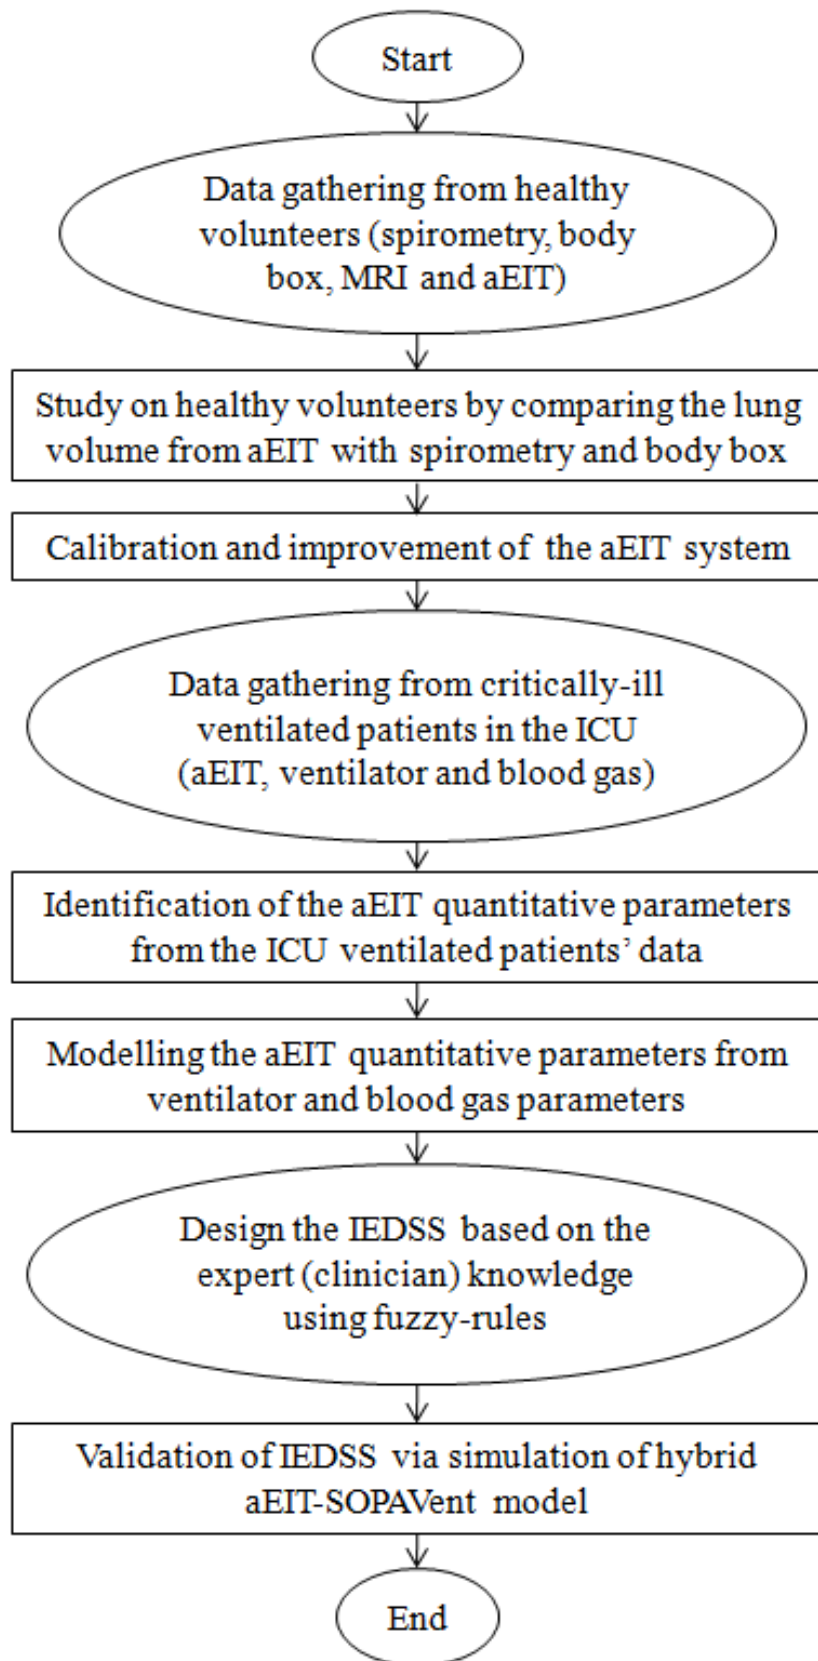 Start
Data gathering from healthy
volunteers (spirometry, body
box, MRI and aEIT)
Study on healthy volunteers by comparing the lung
volume from aEIT with spirometry and body box
Calibration and improvement of the aEIT system
Data gathering from critically-ill
ventilated patients in the ICU
(aEIT, ventilator and blood gas)
Identification of the aEIT quantitative parameters
from the ICU ventilated patients’ data
Modelling the aEIT quantitative parameters from
ventilator and blood gas parameters
Design the IEDSS based on the
expert (clinician) knowledge
using fuzzy-rules
Validation of IEDSS via simulation of hybrid
aEIT-SOPAVent model
End